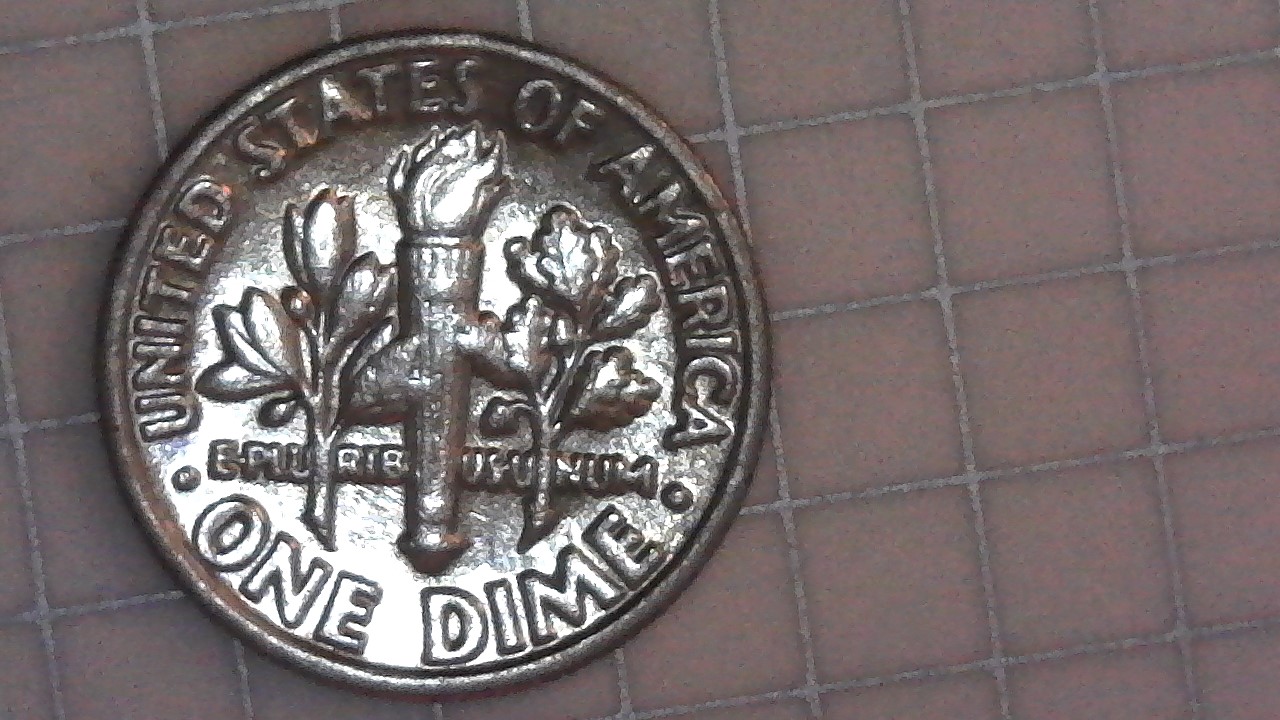 UNITED STATES OF AMERICA
E PLURIBUS UNUM
ONE DIME